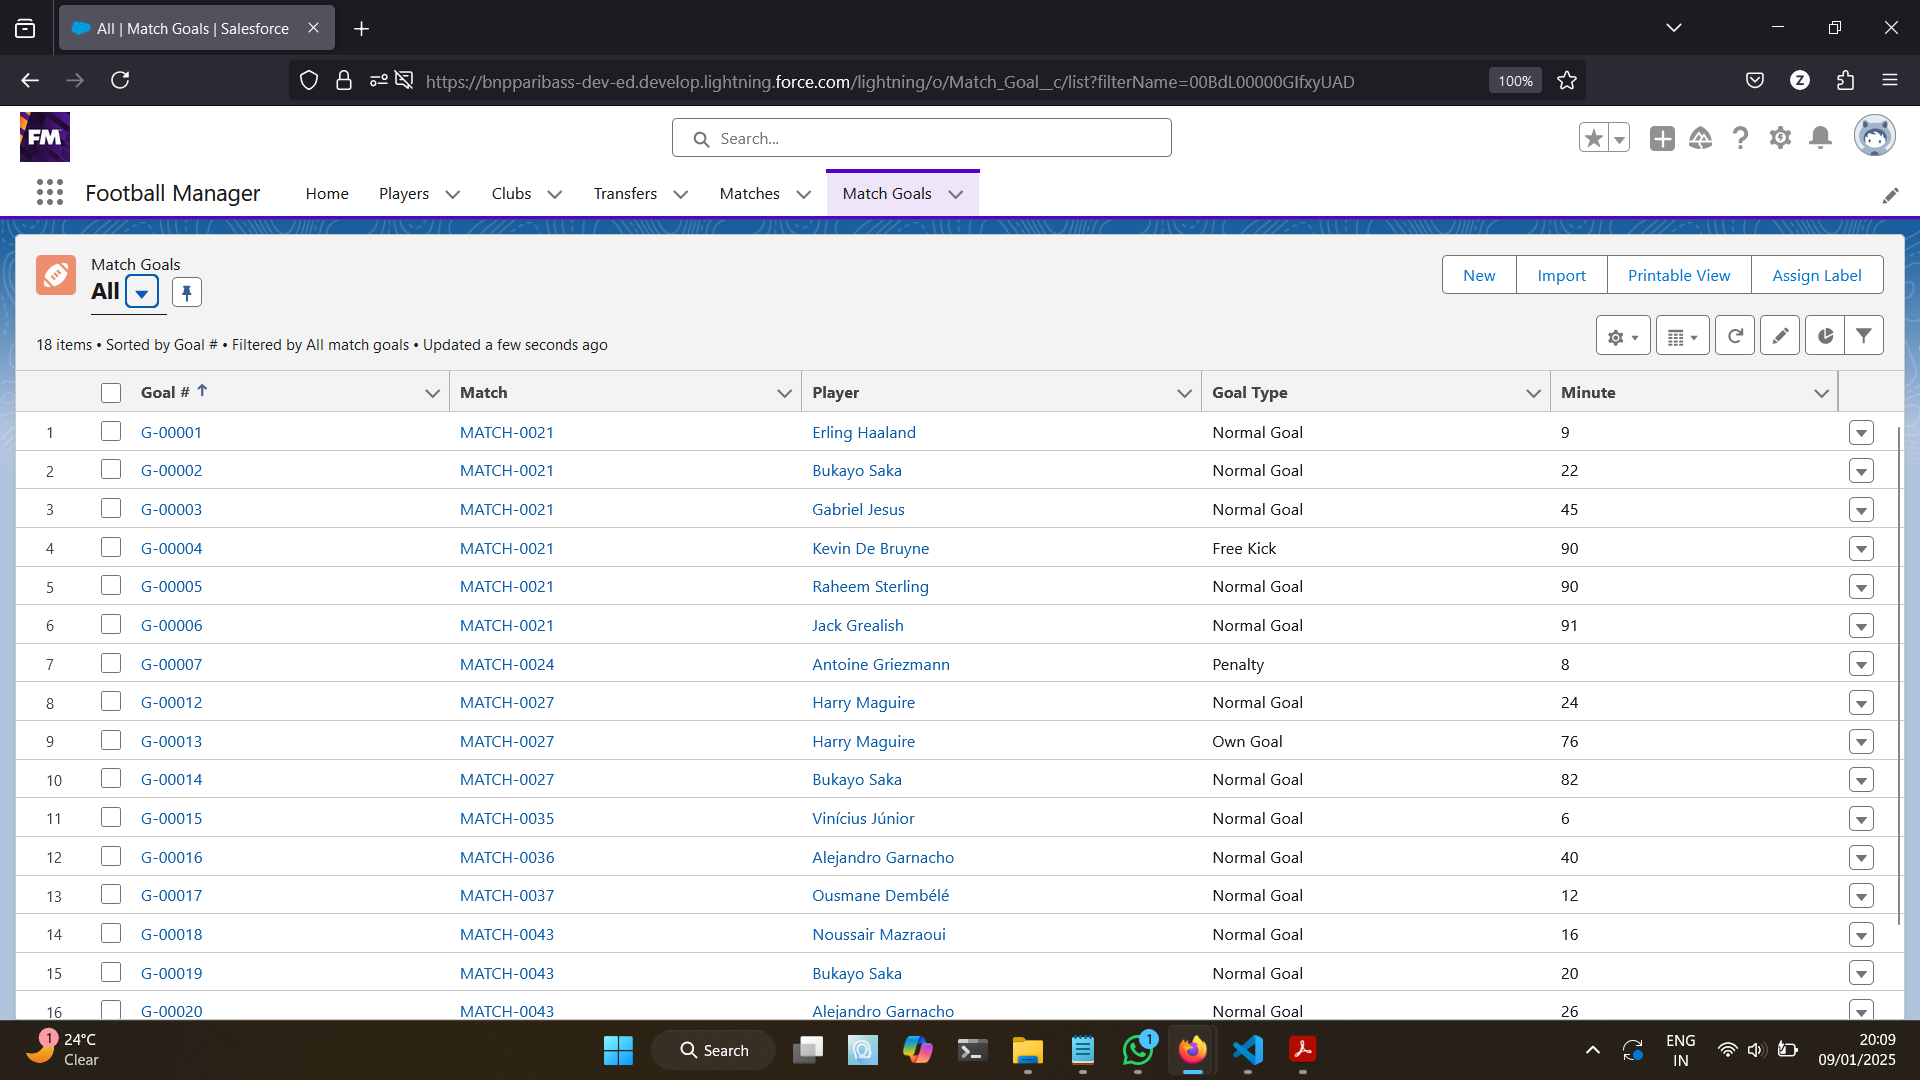 All | Match Goals | Salesforce
https://bnpparibass-dev-ed.develop.lightning.force.com/lightning/o/Match_Goal__c/list?filterName=00BdL00000GIfxyUAD
100%
Z
FM
Search...
Football Manager
Home
Players
Clubs
Transfers
Matches
Match Goals
Match Goals
All
New
Import
Printable View
Assign Label
18 items • Sorted by Goal # • Filtered by All match goals • Updated a few seconds ago
Goal # Match Player Goal Type Minute
1 G-00001 MATCH-0021 Erling Haaland Normal Goal 9
2 G-00002 MATCH-0021 Bukayo Saka Normal Goal 22
3 G-00003 MATCH-0021 Gabriel Jesus Normal Goal 45
4 G-00004 MATCH-0021 Kevin De Bruyne Free Kick 90
5 G-00005 MATCH-0021 Raheem Sterling Normal Goal 90
6 G-00006 MATCH-0021 Jack Grealish Normal Goal 91
7 G-00007 MATCH-0024 Antoine Griezmann Penalty 8
8 G-00012 MATCH-0027 Harry Maguire Normal Goal 24
9 G-00013 MATCH-0027 Harry Maguire Own Goal 76
10 G-00014 MATCH-0027 Bukayo Saka Normal Goal 82
11 G-00015 MATCH-0035 Vinícius Júnior Normal Goal 6
12 G-00016 MATCH-0036 Alejandro Garnacho Normal Goal 40
13 G-00017 MATCH-0037 Ousmane Dembélé Normal Goal 12
14 G-00018 MATCH-0043 Noussair Mazraoui Normal Goal 16
15 G-00019 MATCH-0043 Bukayo Saka Normal Goal 20
16 G-00020 MATCH-0043 Alejandro Garnacho Normal Goal 26
1
24°C
Clear
Search
1
ENG
IN
20:09
09/01/2025